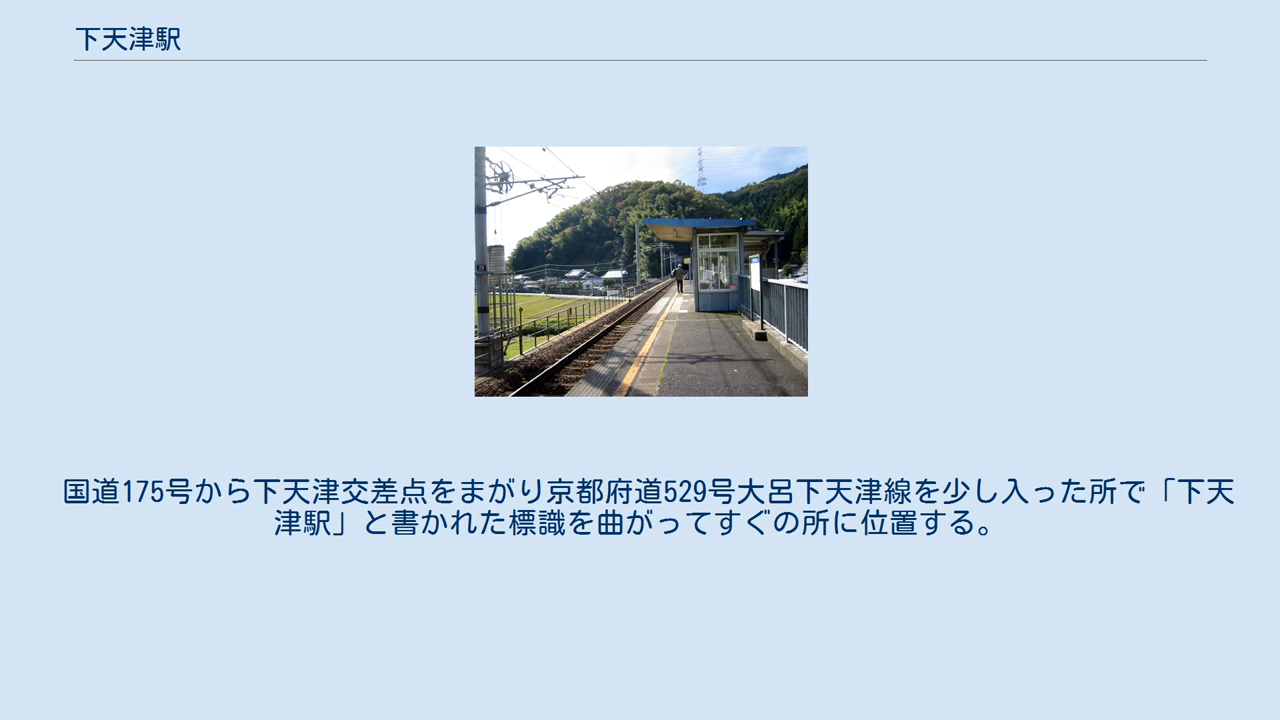 下天津駅
国道175号から下天津交差点をまがり京都府道529号大呂下天津線を少し入った所で「下天
津駅」と書かれた標識を曲がってすぐの所に位置する。